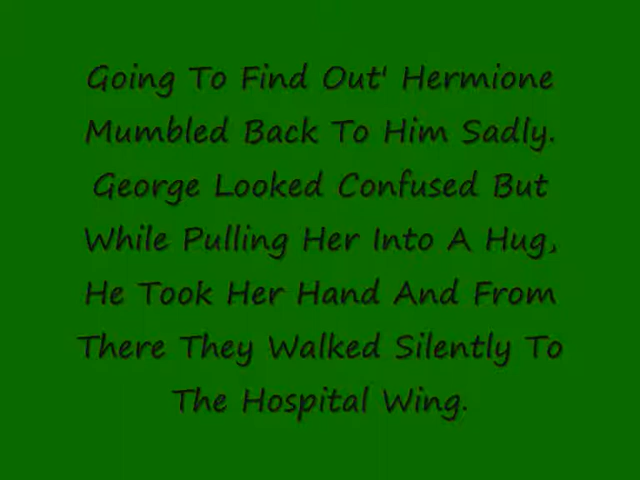 Going To Find Out' Hermione
Mumbled Back To Him Sadly.
George Looked Confused But
While Pulling Her Into A Hug,
He Took Her Hand And From
There They Walked Silently To
The Hospital Wing.